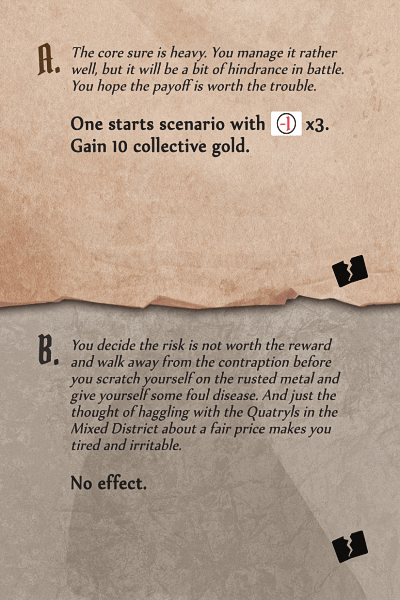 A. The core sure is heavy. You manage it rather
well, but it will be a bit of hindrance in battle.
You hope the payoff is worth the trouble.
One starts scenario with -1 x3.
Gain 10 collective gold.
B. You decide the risk is not worth the reward
and walk away from the contraption before
you scratch yourself on the rusted metal and
give yourself some foul disease. And just the
thought of haggling with the Quatryls in the
Mixed District about a fair price makes you
tired and irritable.
No effect.